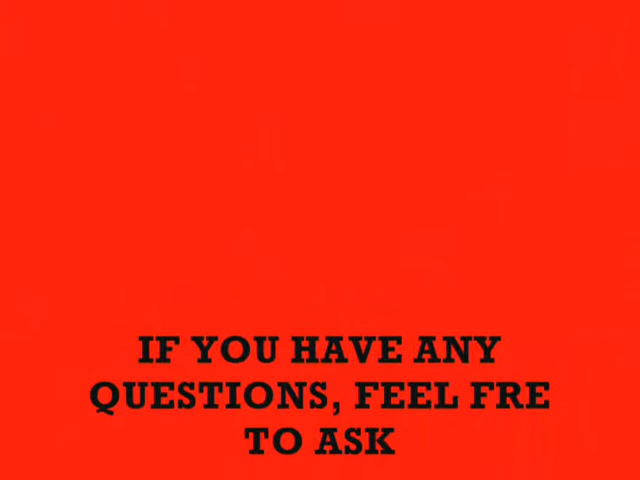 IF YOU HAVE ANY
QUESTIONS, FEEL FRE
TO ASK